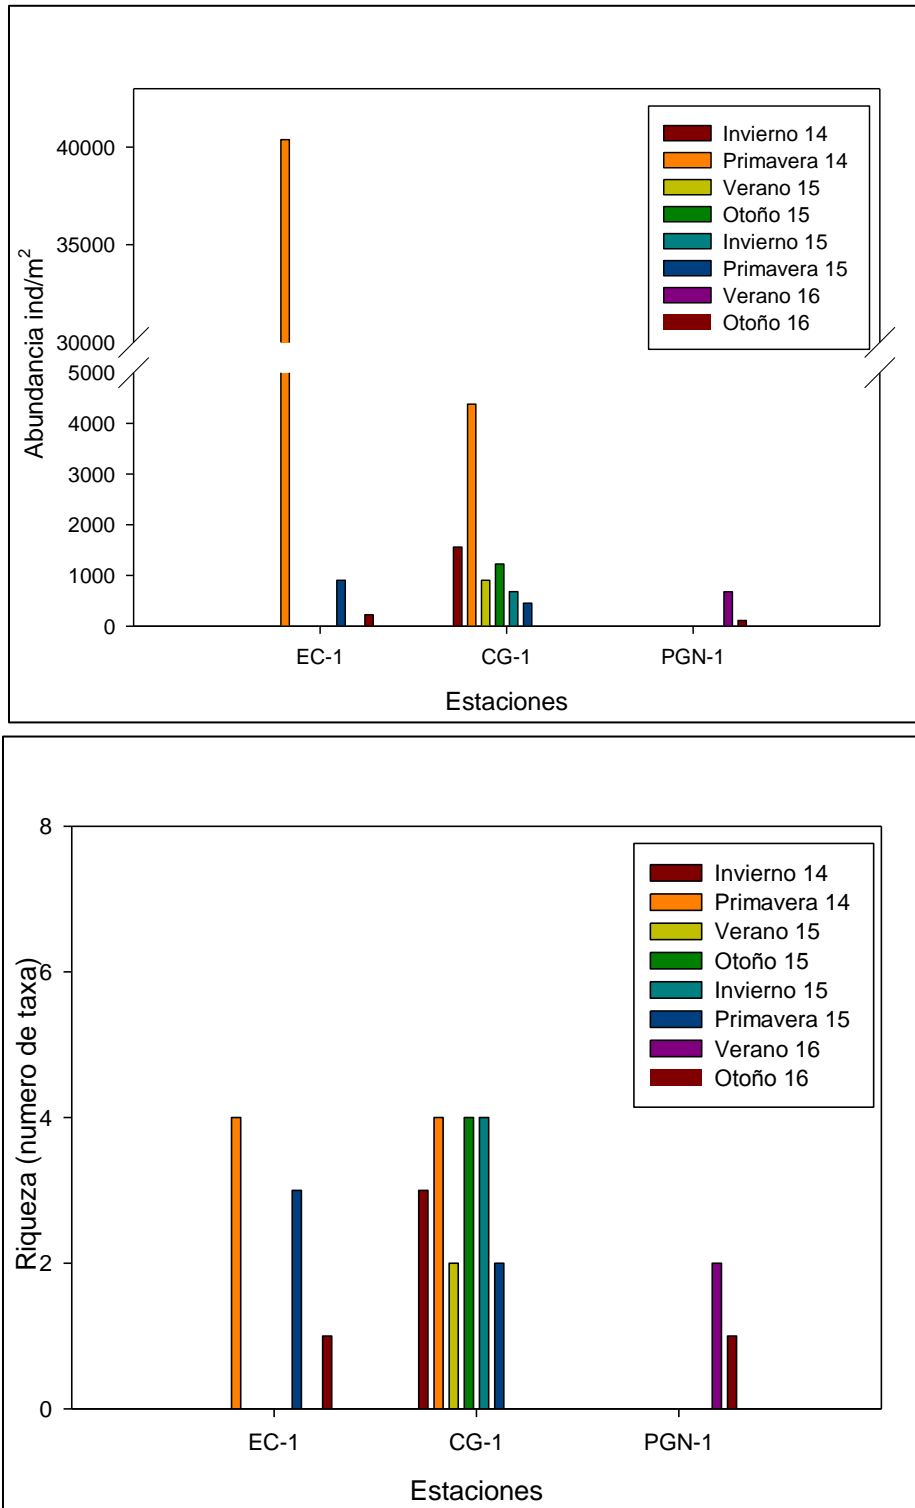 Abundancia ind/m²
40000
35000
30000
5000
4000
3000
2000
1000
0
Invierno 14
Primavera 14
Verano 15
Otoño 15
Invierno 15
Primavera 15
Verano 16
Otoño 16
EC-1 CG-1 PGN-1
Estaciones
Riqueza (numero de taxa)
8
6
4
2
0
Invierno 14
Primavera 14
Verano 15
Otoño 15
Invierno 15
Primavera 15
Verano 16
Otoño 16
EC-1 CG-1 PGN-1
Estaciones